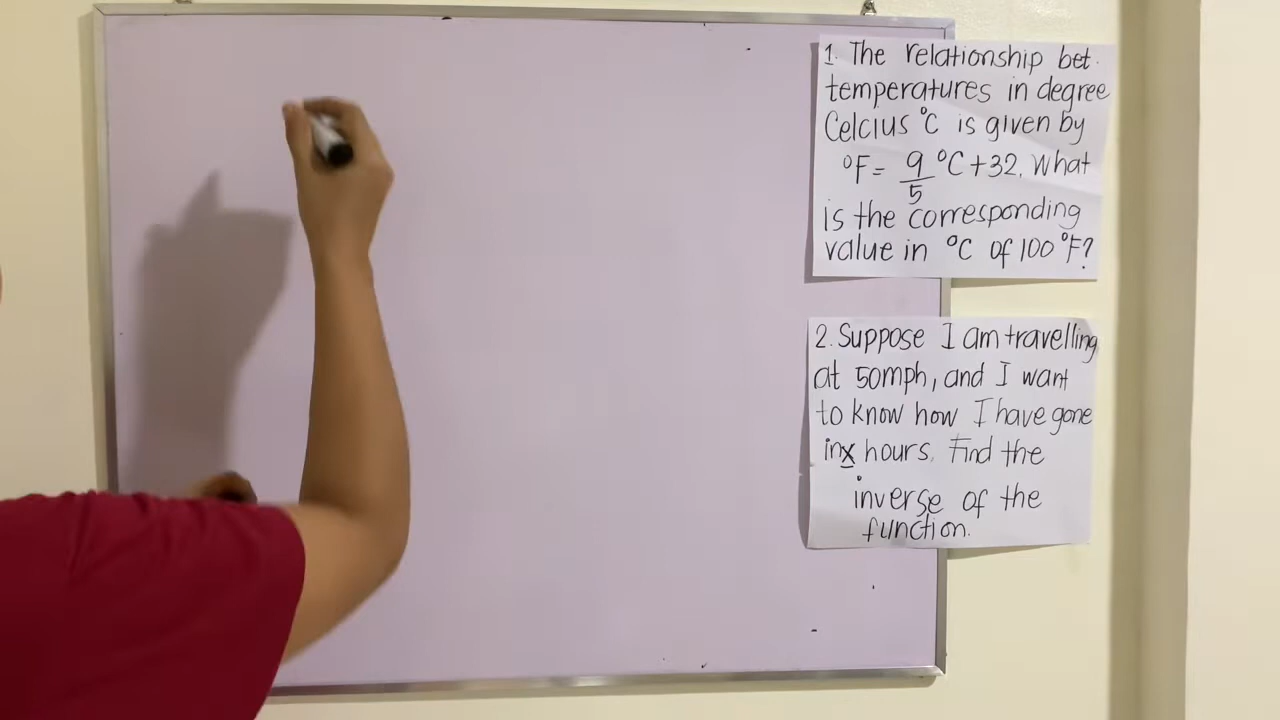 1. The relationship bet.
temperatures in degree
Celcius °C is given by
°F = 9/5 °C + 32. What
is the corresponding
value in °C of 100 °F?
2. Suppose I am travelling
at 50mph, and I want
to know how I have gone
in x hours. Find the
inverse of the
function.